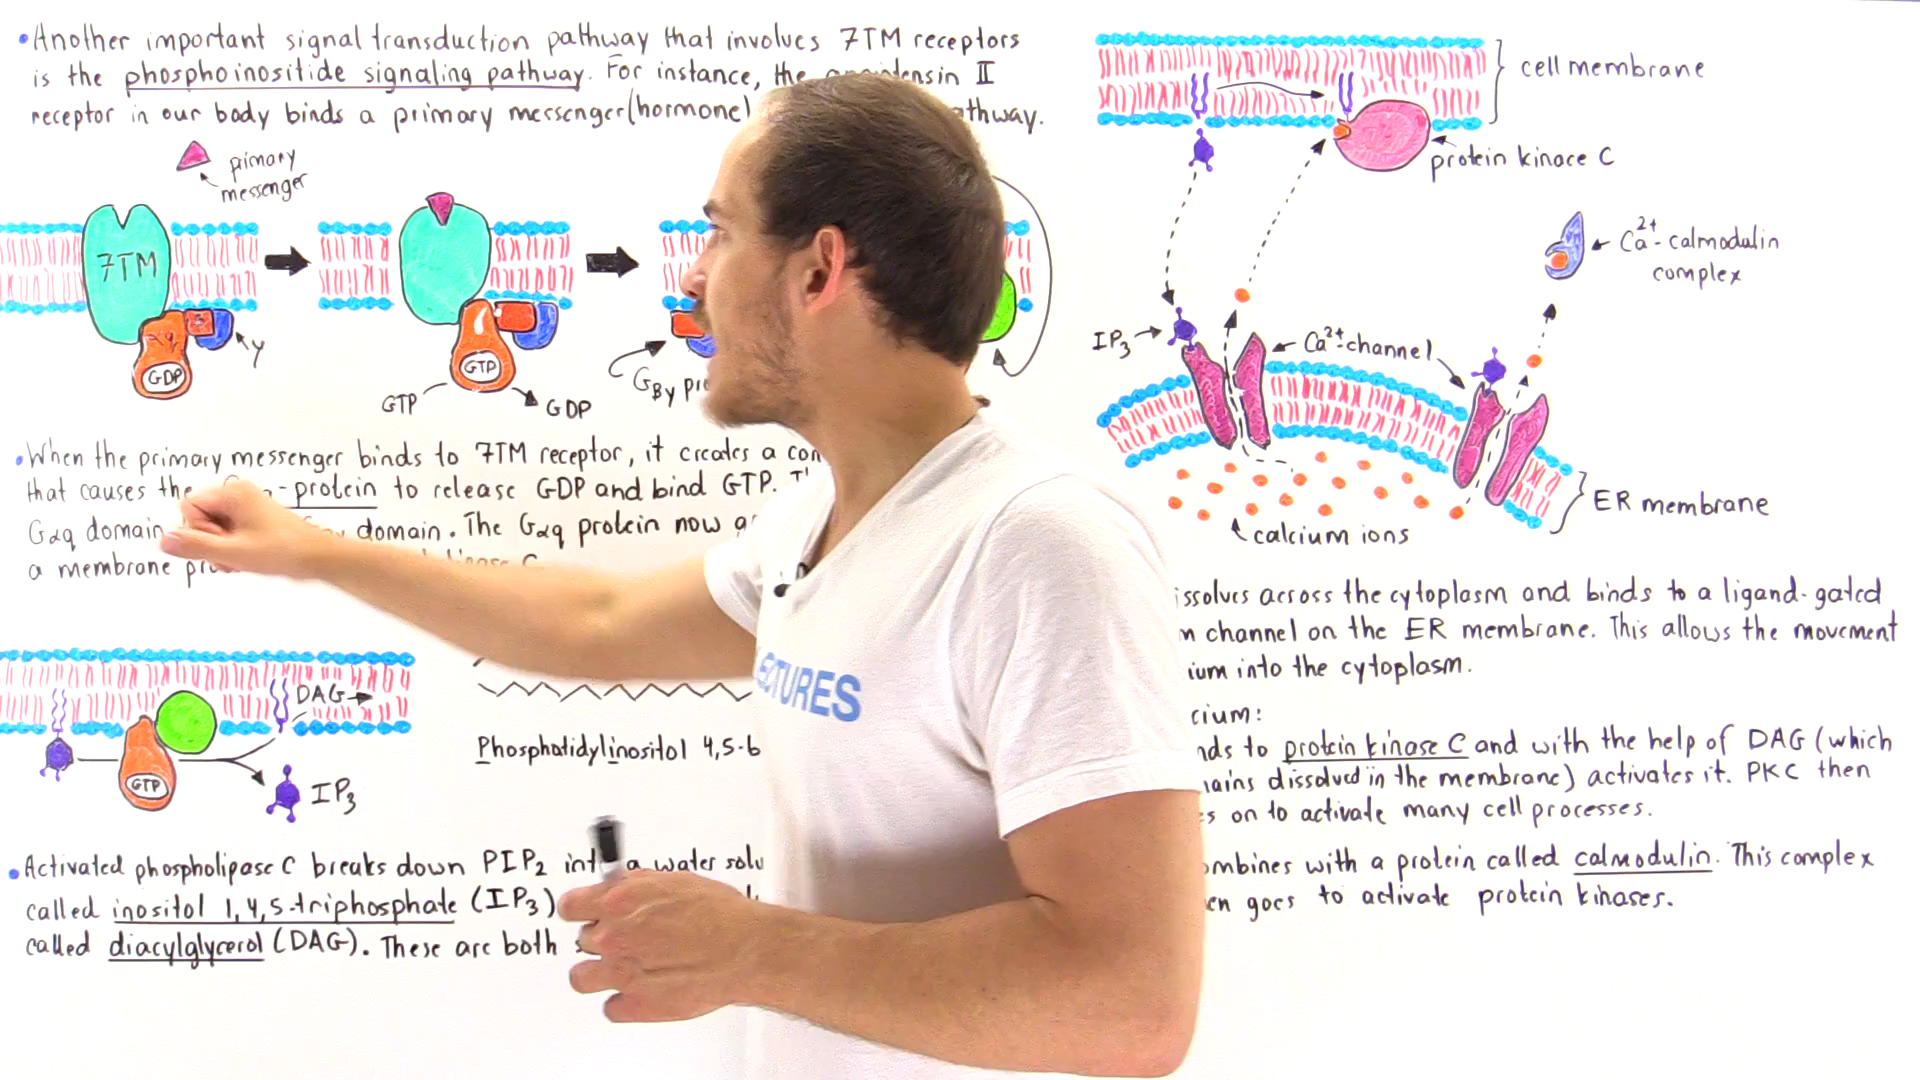 •Another important signal transduction pathway that involves 7TM receptors
is the phosphoinositide signaling pathway. For instance, the II
receptor in our body binds a primary messenger (hormone) thway.
primary
messenger
7TM
GDP
γ
GTP
GTP
GDP
Gβγ
•When the primary messenger binds to 7TM receptor, it creates a con
that causes the -protein to release GDP and bind GTP.
Gαq domain domain. The Gαq protein now
a membrane
DAG
GTP
IP3
Phosphatidylinositol 4,5-b
•Activated phospholipase C breaks down PIP2 int a water solu
called inositol 1,4,5-triphosphate (IP3)
called diacylglycerol (DAG). These are both s
ECTURES
cell membrane
protein kinace C
Ca2+-calmodulin
complex
IP3
Ca2+-channel
ER membrane
calcium ions
issolves across the cytoplasm and binds to a ligand-gated
n channel on the ER membrane. This allows the movement
ium into the cytoplasm.
cium:
nds to protein kinase C and with the help of DAG (which
mains dissolved in the membrane) activates it. PKC then
s on to activate many cell processes.
ombines with a protein called calmodulin. This complex
en goes to activate protein kinases.